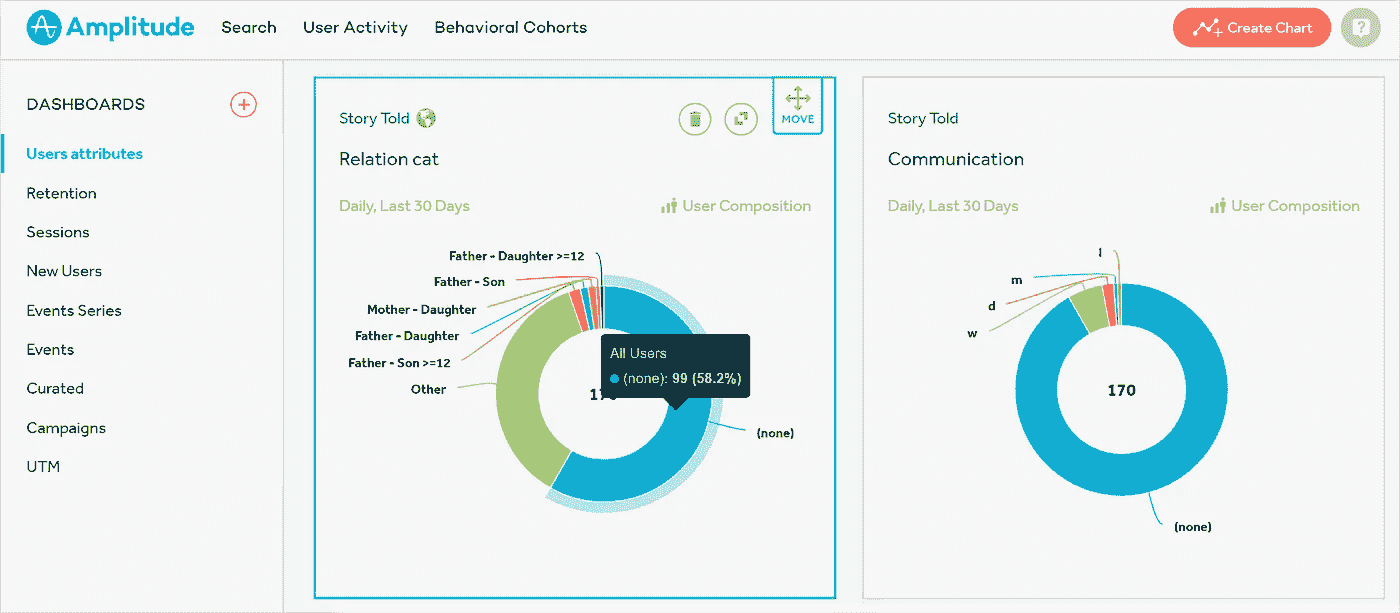 Amplitude Search User Activity Behavioral Cohorts Create Chart ?
DASHBOARDS
Users attributes
Retention
Sessions
New Users
Events Series
Events
Curated
Campaigns
UTM
Story Told
MOVE
Relation cat
Daily, Last 30 Days User Composition
Father - Daughter >=12
Father - Son
Mother - Daughter
Father - Daughter
Father - Son >=12
Other
All Users
(none): 99 (58.2%)
(none)
Story Told
Communication
Daily, Last 30 Days User Composition
m
d
w
170
(none)